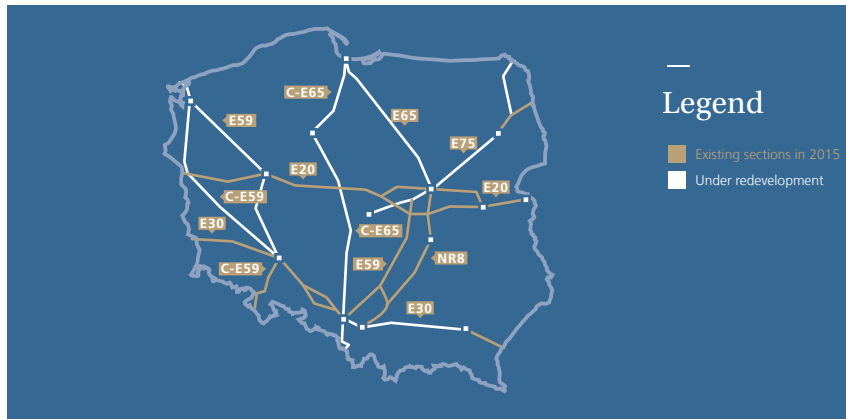 C-E65
E59
E65
E75
E20
E20
C-E59
E30
C-E65
C-E59
E59
NR8
E30
Legend
Existing sections in 2015
Under redevelopment